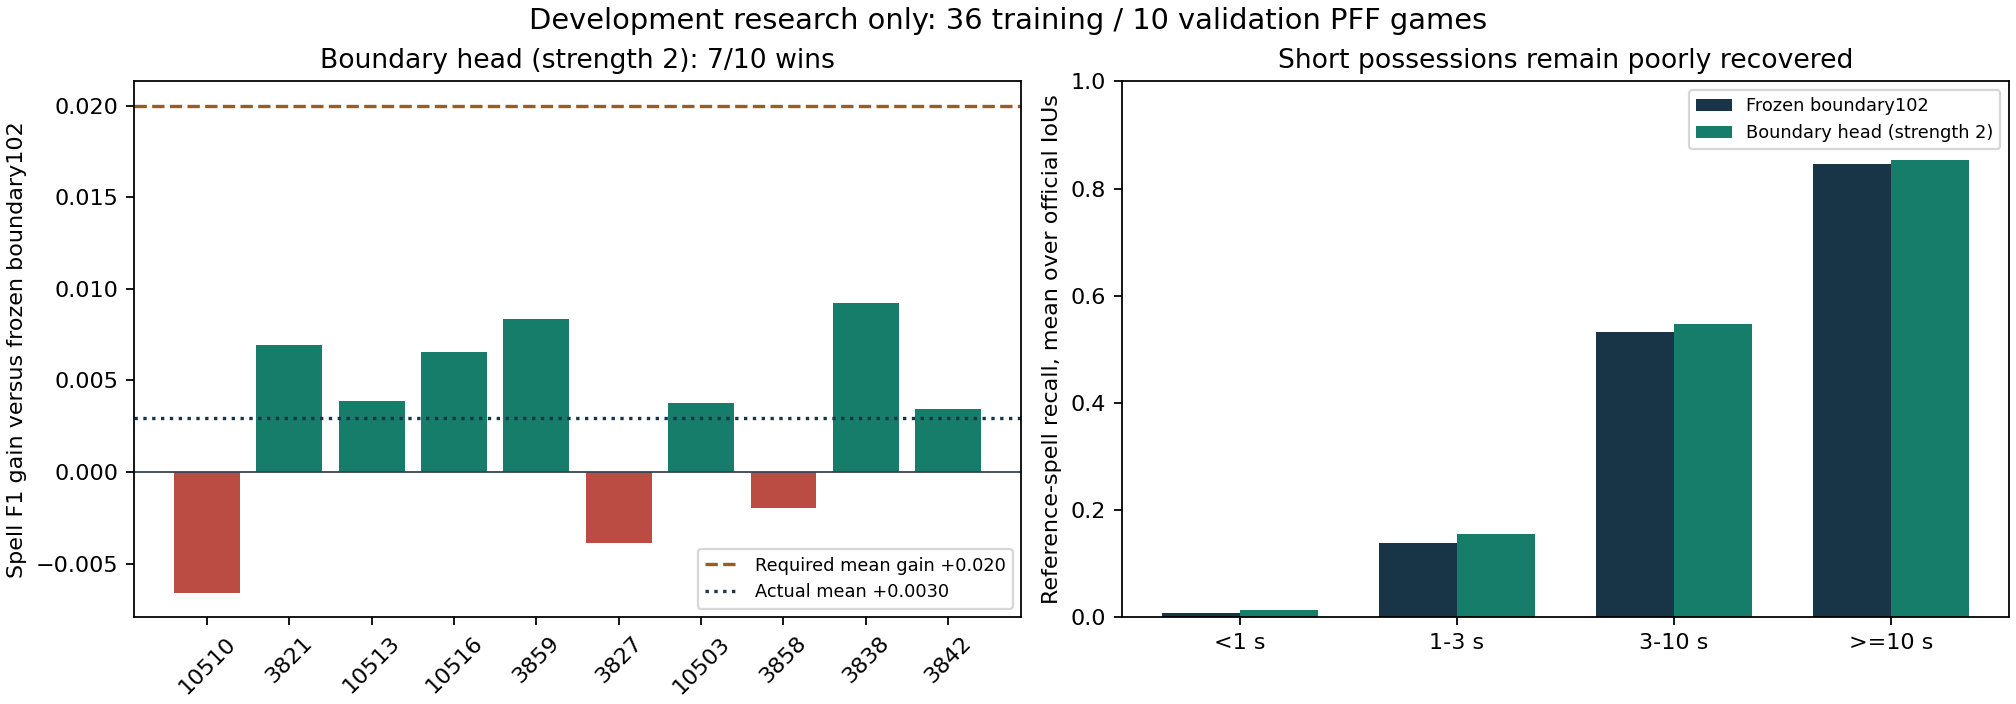 Development research only: 36 training / 10 validation PFF games
Boundary head (strength 2): 7/10 wins
Spell F1 gain versus frozen boundary102
0.020
0.015
0.010
0.005
0.000
−0.005
Required mean gain +0.020
Actual mean +0.0030
10510
3821
10513
10516
3859
3827
10503
3858
3838
3842
Short possessions remain poorly recovered
Reference-spell recall, mean over official IoUs
1.0
0.8
0.6
0.4
0.2
0.0
Frozen boundary102
Boundary head (strength 2)
<1 s
1-3 s
3-10 s
>=10 s